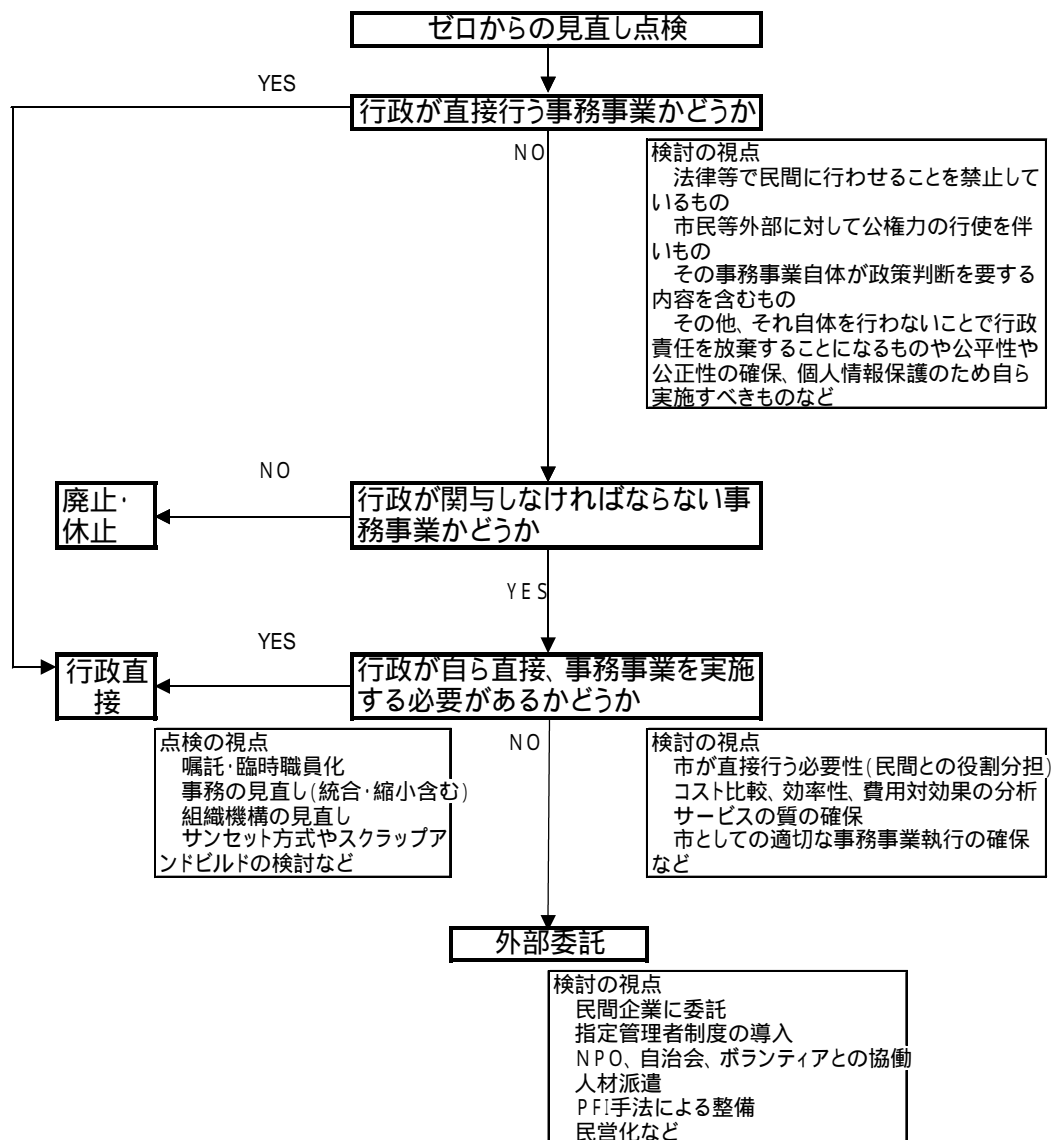 ゼロからの見直し点検
YES
行政が直接行う事務事業かどうか
NO
検討の視点
法律等で民間に行わせることを禁止して
いるもの
市民等外部に対して公権力の行使を伴
いもの
その事務事業自体が政策判断を要する
内容を含むもの
その他、それ自体を行わないことで行政
責任を放棄することになるものや公平性や
公正性の確保、個人情報保護のため自ら
実施すべきものなど
NO
廃止・
休止
行政が関与しなければならない事
務事業かどうか
YES
YES
行政直
接
行政が自ら直接、事務事業を実施
する必要があるかどうか
点検の視点
嘱託・臨時職員化
事務の見直し(統合・縮小含む)
組織機構の見直し
サンセット方式やスクラップア
ンドビルドの検討など
NO
検討の視点
市が直接行う必要性(民間との役割分担)
コスト比較、効率性、費用対効果の分析
サービスの質の確保
市としての適切な事務事業執行の確保
など
外部委託
検討の視点
民間企業に委託
指定管理者制度の導入
NPO、自治会、ボランティアとの協働
人材派遣
PFI手法による整備
民営化など